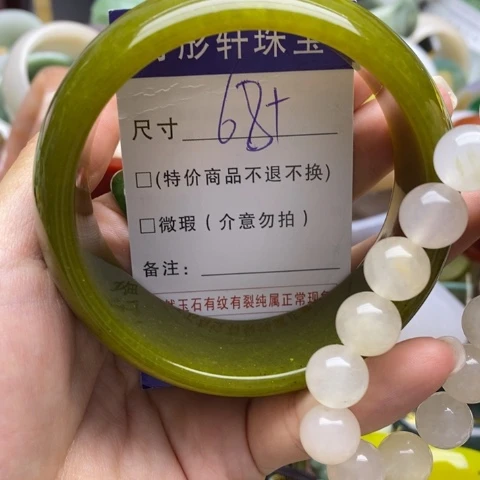 彤轩珠宝
尺寸 68+
□(特价商品不退不换)
□微瑕(介意勿拍)
备注:
玉石有纹有裂纯属正常现